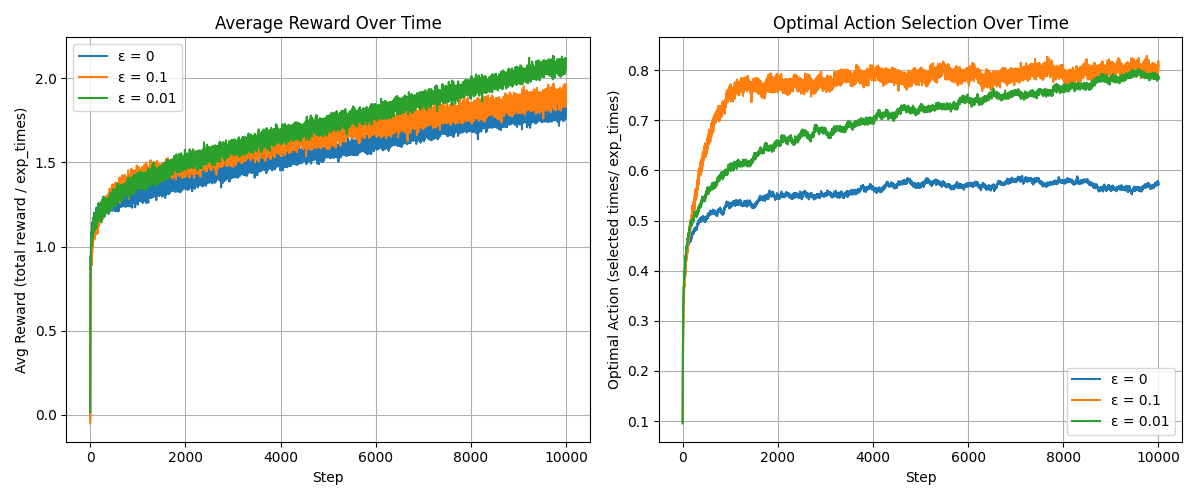 Average Reward Over Time
ε = 0
ε = 0.1
ε = 0.01
Avg Reward (total reward / exp_times)
2.0
1.5
1.0
0.5
0.0
0
2000
4000
6000
8000
10000
Step
Optimal Action Selection Over Time
Optimal Action (selected times/ exp_times)
0.8
0.7
0.6
0.5
0.4
0.3
0.2
0.1
ε = 0
ε = 0.1
ε = 0.01
0
2000
4000
6000
8000
10000
Step